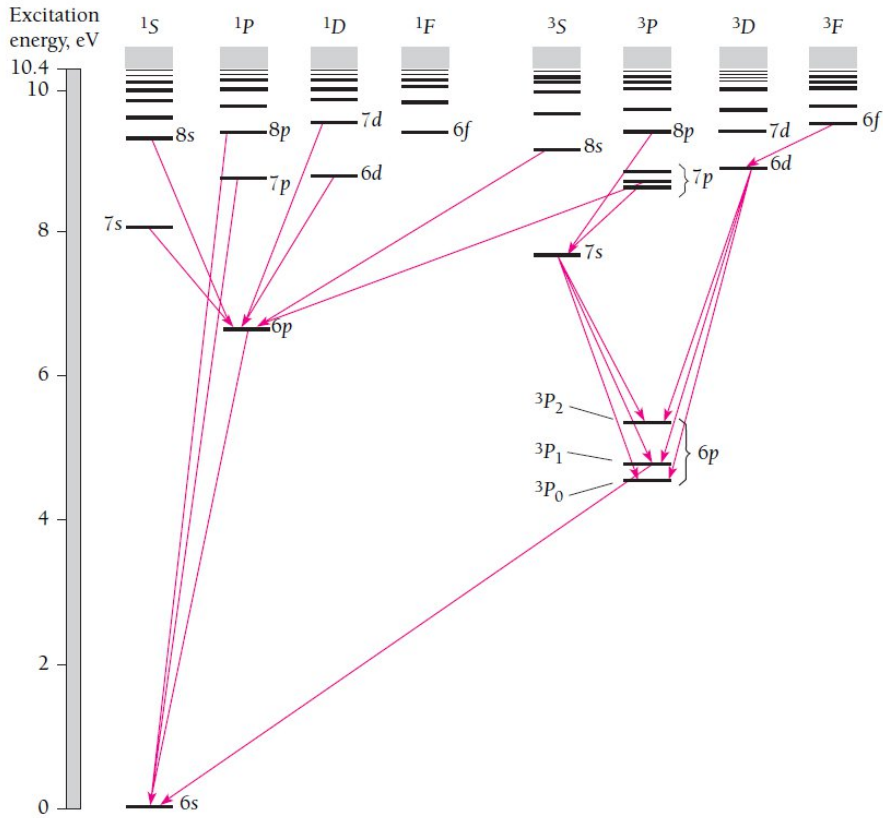 Excitation
energy, eV
¹S ¹P ¹D ¹F ³S ³P ³D ³F
10.4
10
8s 8p 7d 6f 8s 8p 7d 6f
7p 6d 7p 6d
8
7s 7s
6p
6
³P₂
³P₁ 6p
³P₀
4
2
0 6s